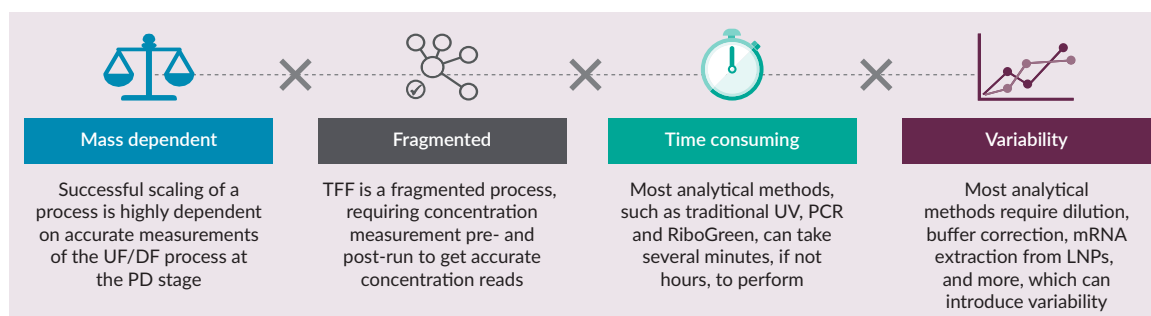 Mass dependent
Successful scaling of a
process is highly dependent
on accurate measurements
of the UF/DF process at
the PD stage
Fragmented
TFF is a fragmented process,
requiring concentration
measurement pre- and
post-run to get accurate
concentration reads
Time consuming
Most analytical methods,
such as traditional UV, PCR
and RiboGreen, can take
several minutes, if not
hours, to perform
Variability
Most analytical
methods require dilution,
buffer correction, mRNA
extraction from LNPs,
and more, which can
introduce variability